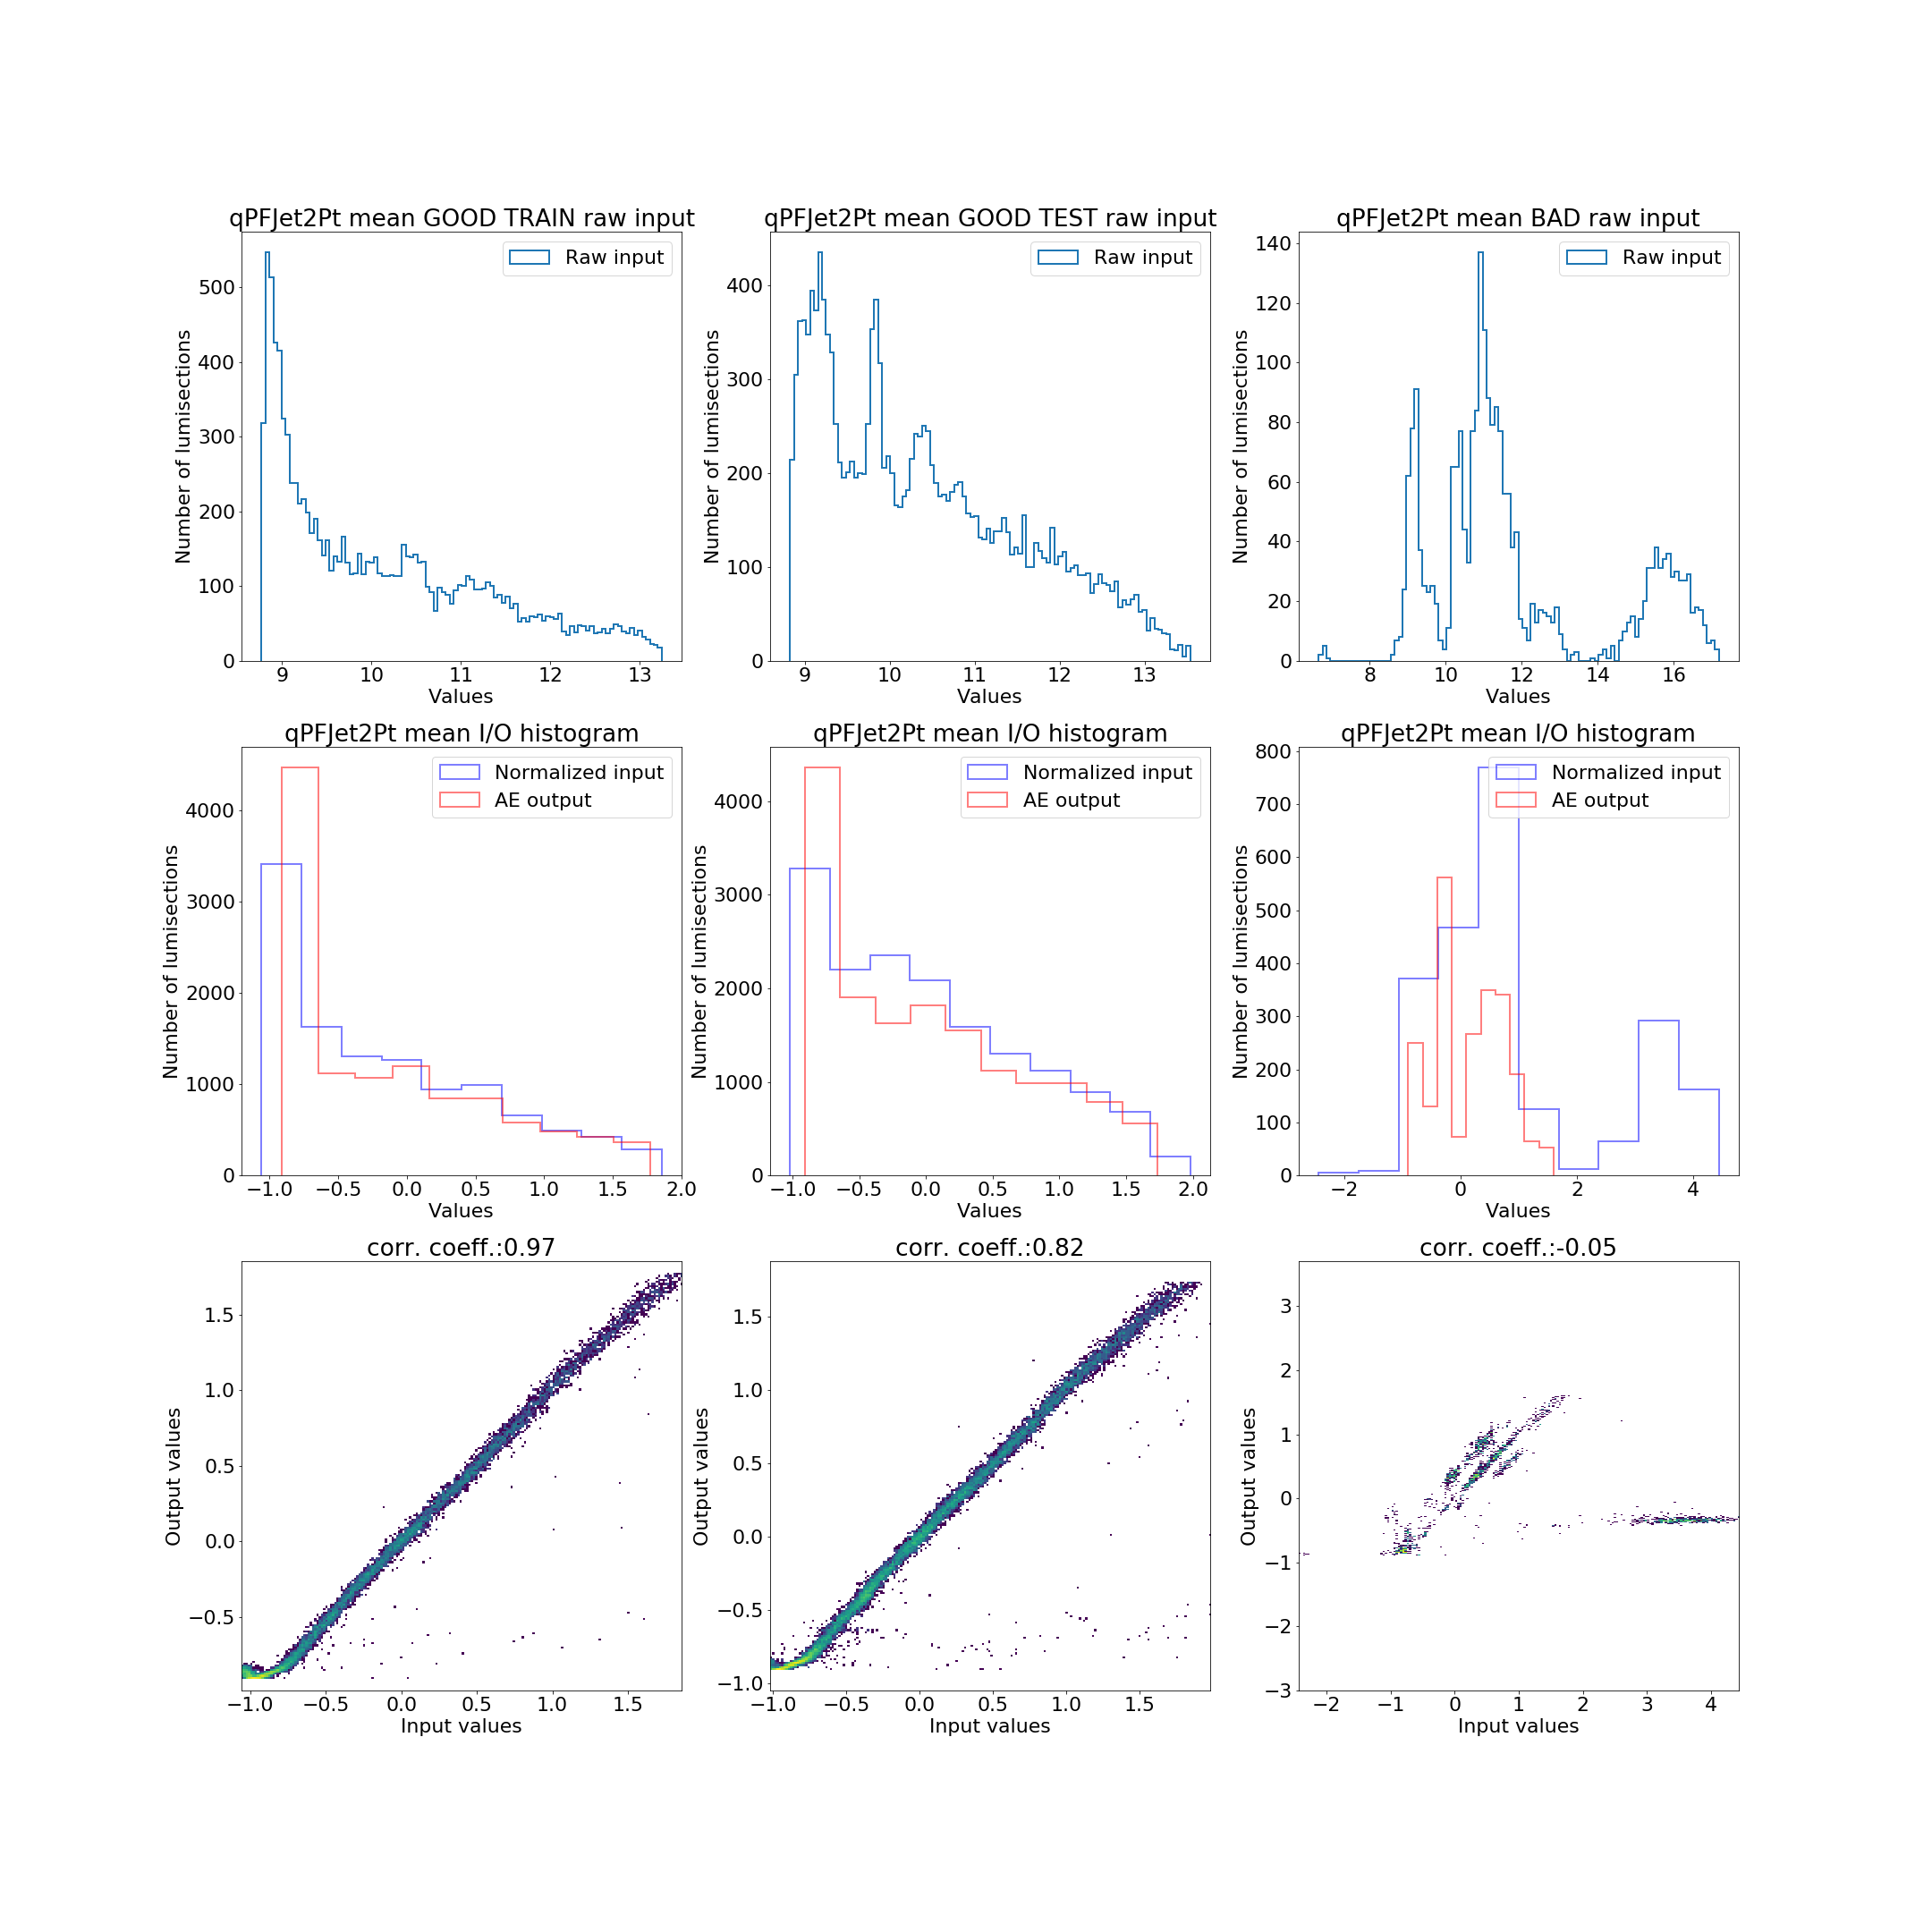 qPFJet2Pt mean GOOD TRAIN raw input
Raw input
500
400
300
200
100
0
Number of lumisections
9 10 11 12 13
Values
qPFJet2Pt mean GOOD TEST raw input
Raw input
400
300
200
100
0
Number of lumisections
9 10 11 12 13
Values
qPFJet2Pt mean BAD raw input
Raw input
140
120
100
80
60
40
20
0
Number of lumisections
8 10 12 14 16
Values
qPFJet2Pt mean I/O histogram
Normalized input
AE output
4000
3000
2000
1000
0
Number of lumisections
−1.0 −0.5 0.0 0.5 1.0 1.5 2.0
Values
qPFJet2Pt mean I/O histogram
Normalized input
AE output
4000
3000
2000
1000
0
Number of lumisections
−1.0 −0.5 0.0 0.5 1.0 1.5 2.0
Values
qPFJet2Pt mean I/O histogram
Normalized input
AE output
800
700
600
500
400
300
200
100
0
Number of lumisections
−2 0 2 4
Values
corr. coeff.:0.97
1.5
1.0
0.5
0.0
−0.5
Output values
−1.0 −0.5 0.0 0.5 1.0 1.5
Input values
corr. coeff.:0.82
1.5
1.0
0.5
0.0
−0.5
−1.0
Output values
−1.0 −0.5 0.0 0.5 1.0 1.5
Input values
corr. coeff.:-0.05
3
2
1
0
−1
−2
−3
Output values
−2 −1 0 1 2 3 4
Input values